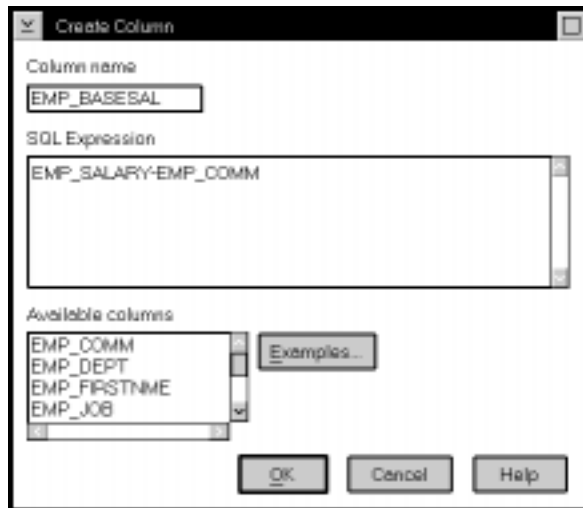 Create Column
Column name
EMP_BASESAL
SQL Expression
EMP_SALARY-EMP_COMM
Available columns
EMP_COMM
EMP_DEPT
EMP_FIRSTNME
EMP_JOB
Examples...
OK
Cancel
Help